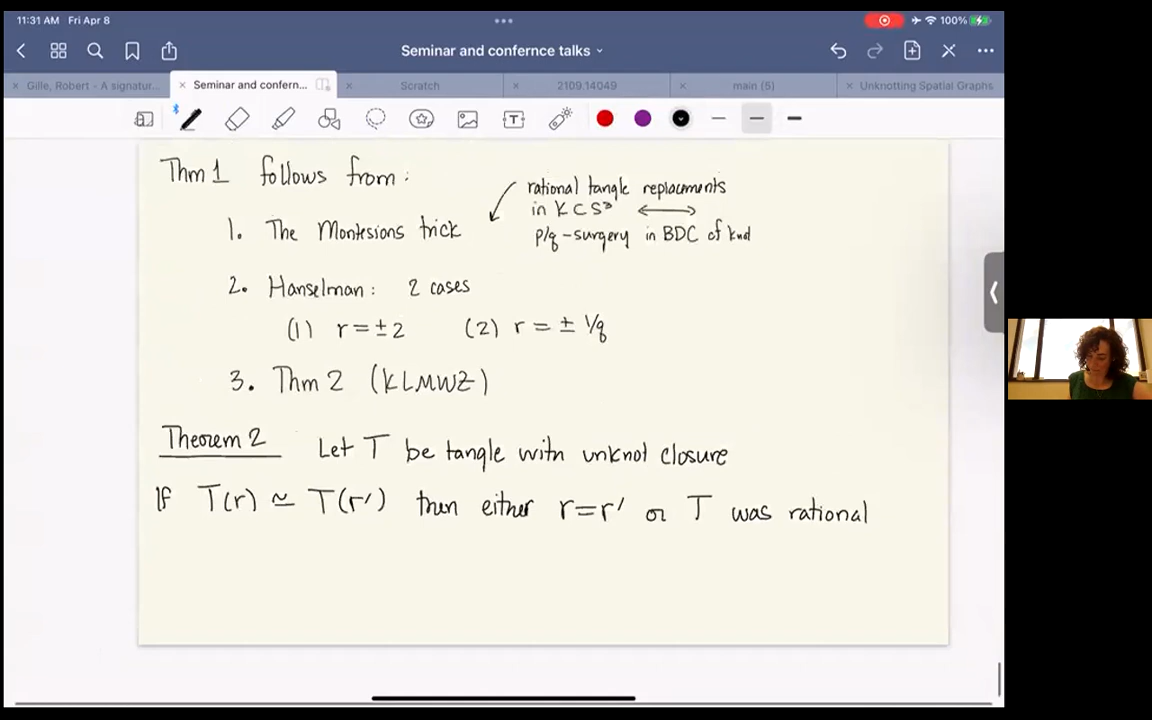 11:31 AM Fri Apr 8
100%
Seminar and confernce talks
Gille, Robert - A signatur...
Seminar and confern...
Scratch
2109.14049
main (5)
Unknotting Spatial Graphs
Thm 1 follows from:
rational tangle replacments
in K ⊂ S³ ⟷
1. The Montesions trick
p/q-surgery in BDC of knot
2. Hanselman: 2 cases
(1) r = ±2 (2) r = ± 1/q
3. Thm 2 (KLMWZ)
Theorem 2 Let T be tangle with unknot closure
If T(r) ≃ T(r') then either r=r' or T was rational